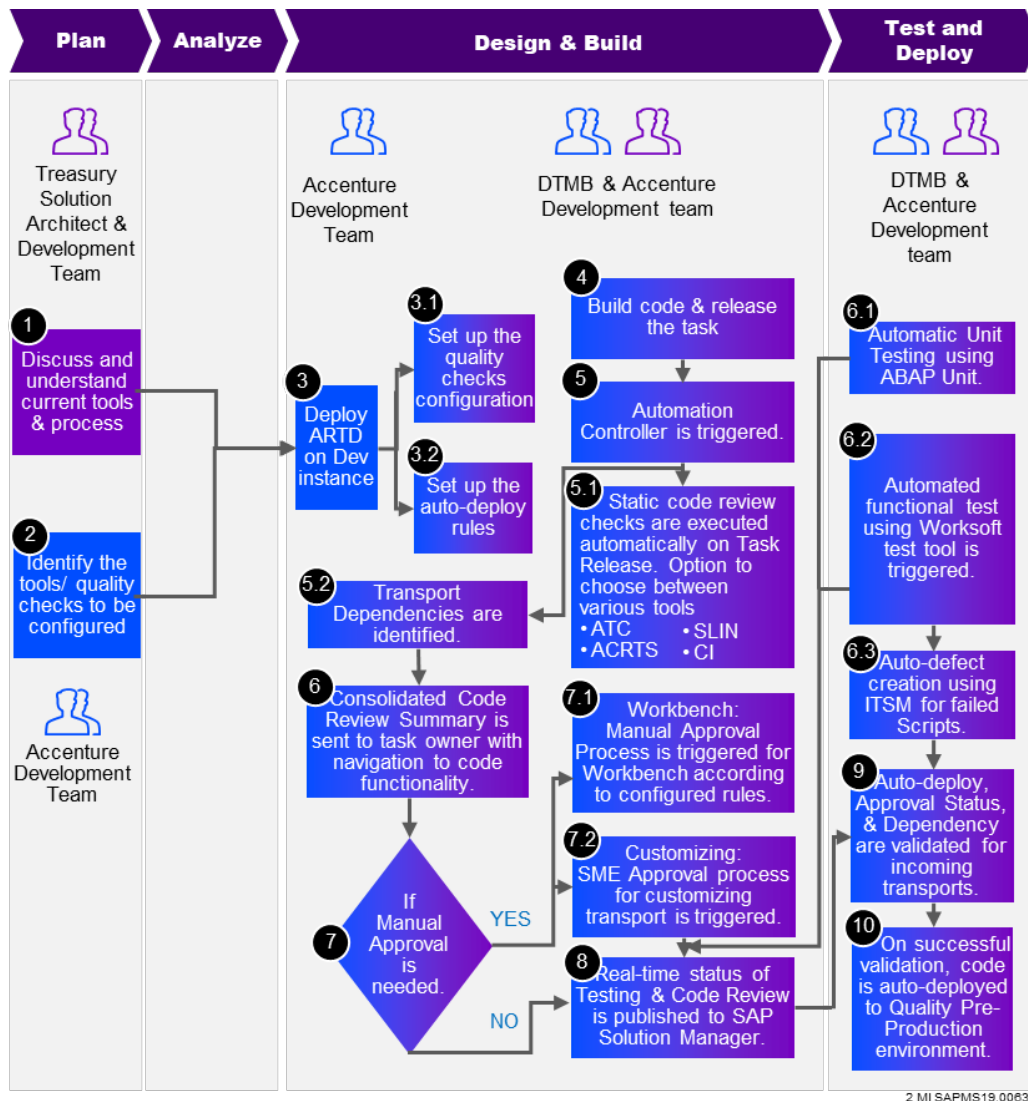 Plan
Analyze
Design & Build
Test and
Deploy
Treasury
Solution
Architect &
Development
Team
1
Discuss and
understand
current tools
& process
2
Identify the
tools/ quality
checks to be
configured
Accenture
Development
Team
Accenture
Development
Team
3
Deploy
ARTD
on Dev
instance
3.1
Set up the
quality
checks
configuration
3.2
Set up the
auto-deploy
rules
DTMB & Accenture
Development team
4
Build code & release
the task
5
Automation
Controller is triggered.
5.1
Static code review
checks are executed
automatically on Task
Release. Option to
choose between
various tools
• ATC • SLIN
• ACRTS • CI
5.2
Transport
Dependencies are
identified.
6
Consolidated Code
Review Summary is
sent to task owner with
navigation to code
functionality.
7
If
Manual
Approval
is
needed.
YES
NO
7.1
Workbench:
Manual Approval
Process is triggered for
Workbench according
to configured rules.
7.2
Customizing:
SME Approval process
for customizing
transport is triggered.
8
Real-time status of
Testing & Code Review
is published to SAP
Solution Manager.
DTMB &
Accenture
Development
team
6.1
Automatic Unit
Testing using
ABAP Unit.
6.2
Automated
functional test
using Worksoft
test tool is
triggered.
6.3
Auto-defect
creation using
ITSM for failed
Scripts.
9
Auto-deploy,
Approval Status,
& Dependency
are validated for
incoming
transports.
10
On successful
validation, code
is auto-deployed
to Quality Pre-
Production
environment.
2 MI SAPMS19.0063